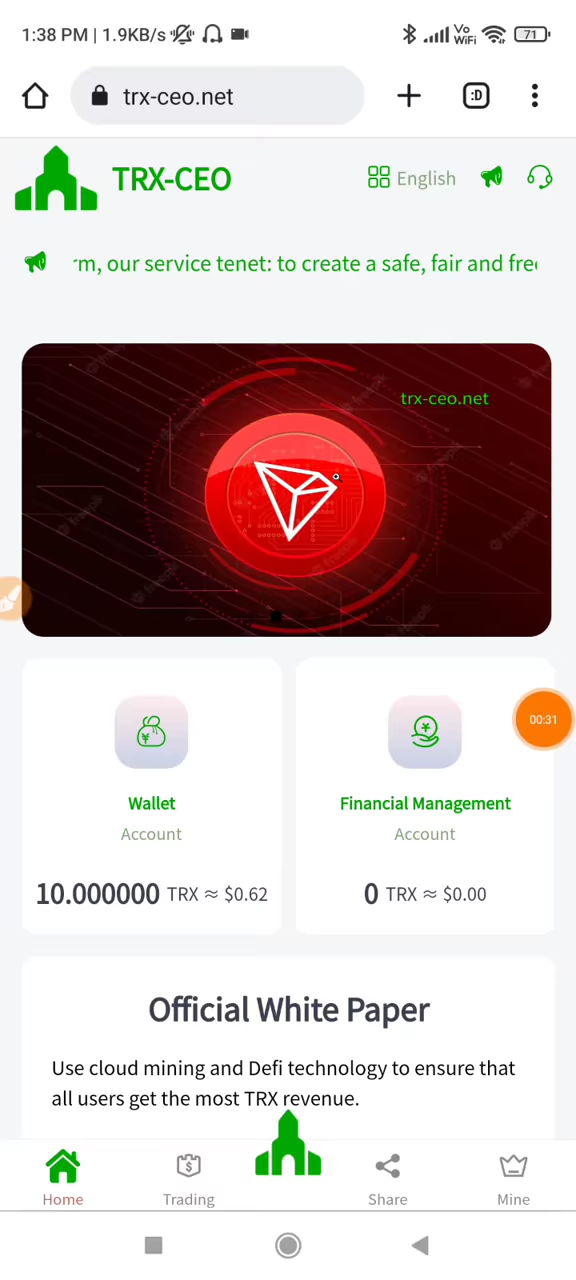 1:38 PM | 1.9KB/s
Vo
WiFi
71
trx-ceo.net
:D
TRX-CEO
English
rm, our service tenet: to create a safe, fair and free
trx-ceo.net
00:31
Wallet
Account
10.000000 TRX ≈ $0.62
Financial Management
Account
0 TRX ≈ $0.00
Official White Paper
Use cloud mining and Defi technology to ensure that
all users get the most TRX revenue.
Home
Trading
Share
Mine